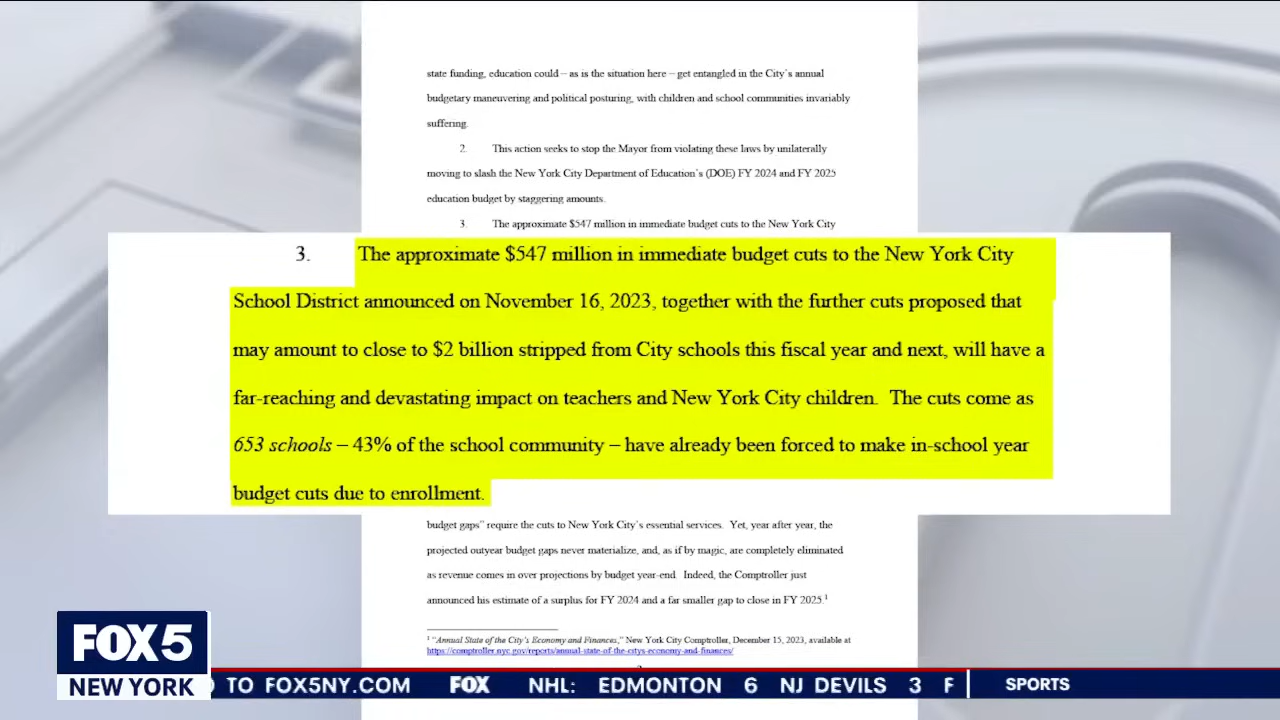 state funding, education could – as is the situation here – get entangled in the City's annual
budgetary maneuvering and political posturing, with children and school communities invariably
suffering.
2. This action seeks to stop the Mayor from violating these laws by unilaterally
moving to slash the New York City Department of Education's (DOE) FY 2024 and FY 2025
education budget by staggering amounts.
3. The approximate $547 million in immediate budget cuts to the New York City
3. The approximate $547 million in immediate budget cuts to the New York City
School District announced on November 16, 2023, together with the further cuts proposed that
may amount to close to $2 billion stripped from City schools this fiscal year and next, will have a
far-reaching and devastating impact on teachers and New York City children. The cuts come as
653 schools – 43% of the school community – have already been forced to make in-school year
budget cuts due to enrollment.
budget gaps" require the cuts to New York City's essential services. Yet, year after year, the
projected outyear budget gaps never materialize, and, as if by magic, are completely eliminated
as revenue comes in over projections by budget year-end. Indeed, the Comptroller just
announced his estimate of a surplus for FY 2024 and a far smaller gap to close in FY 2025.1
1 "Annual State of the City's Economy and Finances," New York City Comptroller, December 15, 2023, available at
https://comptroller.nyc.gov/reports/annual-state-of-the-citys-economy-and-finances/
FOX5
NEW YORK
TO FOX5NY.COM FOX NHL: EDMONTON 6 NJ DEVILS 3 F SPORTS